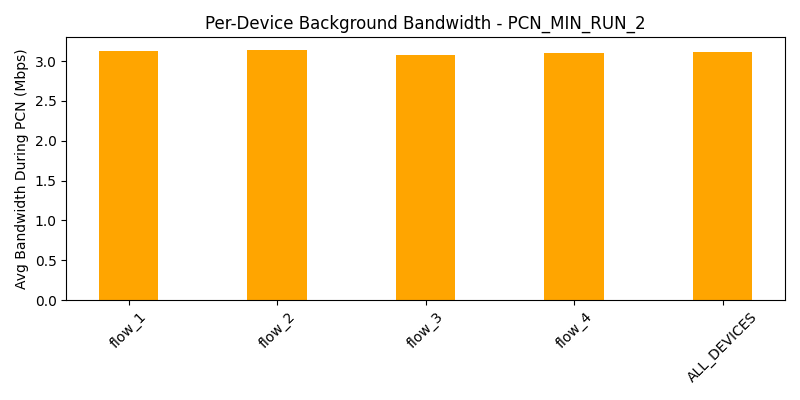 Per-Device Background Bandwidth - PCN_MIN_RUN_2
Avg Bandwidth During PCN (Mbps)
3.0
2.5
2.0
1.5
1.0
0.5
0.0
flow_1
flow_2
flow_3
flow_4
ALL_DEVICES